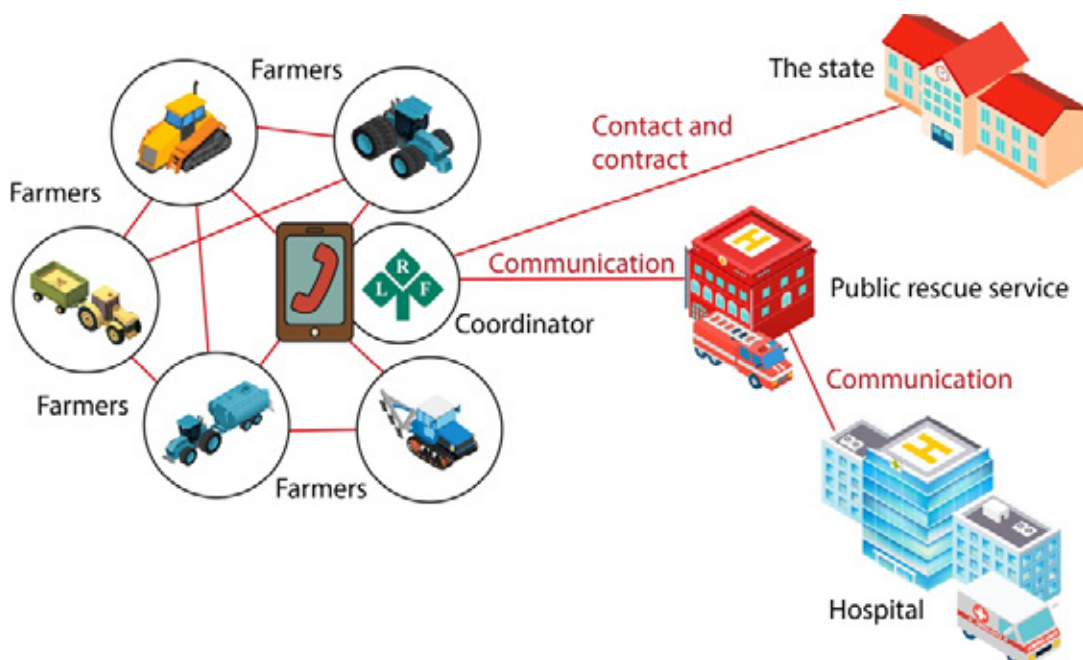 Farmers
The state
Contact and
contract
Farmers
L R F
Communication
Public rescue service
Coordinator
Communication
Farmers
Farmers
Hospital
H
H